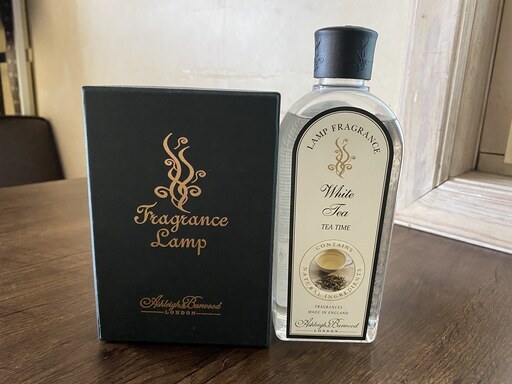 Fragrance
Lamp
Ashleigh & Burwood
LONDON
LAMP FRAGRANCE
White
Tea
TEA TIME
CONTAINS
NATURAL INGREDIENTS
FRAGRANCES
MADE IN ENGLAND
Ashleigh & Burwood
LONDON